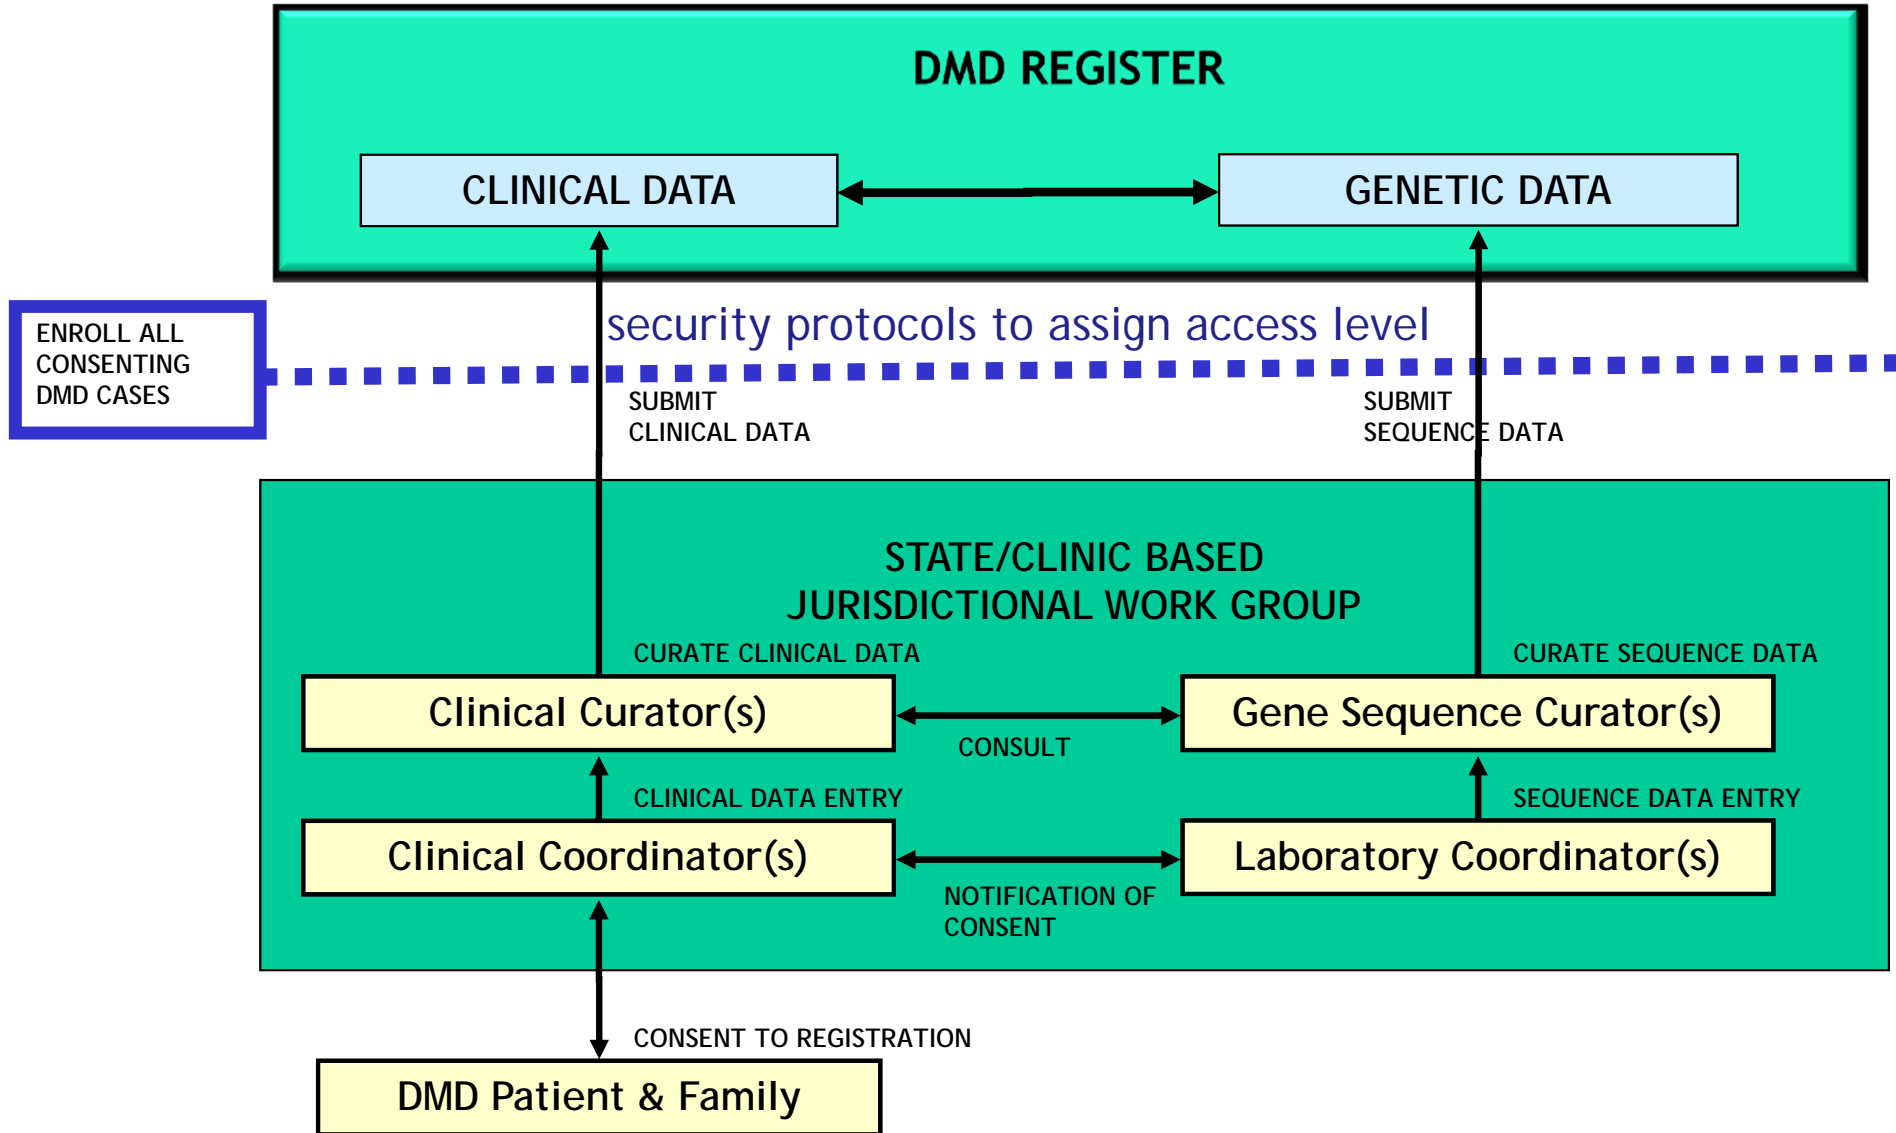 DMD REGISTER
CLINICAL DATA
GENETIC DATA
security protocols to assign access level
ENROLL ALL
CONSENTING
DMD CASES
SUBMIT
CLINICAL DATA
SUBMIT
SEQUENCE DATA
STATE/CLINIC BASED
JURISDICTIONAL WORK GROUP
CURATE CLINICAL DATA
CURATE SEQUENCE DATA
Clinical Curator(s)
Gene Sequence Curator(s)
CONSULT
CLINICAL DATA ENTRY
SEQUENCE DATA ENTRY
Clinical Coordinator(s)
Laboratory Coordinator(s)
NOTIFICATION OF
CONSENT
CONSENT TO REGISTRATION
DMD Patient & Family